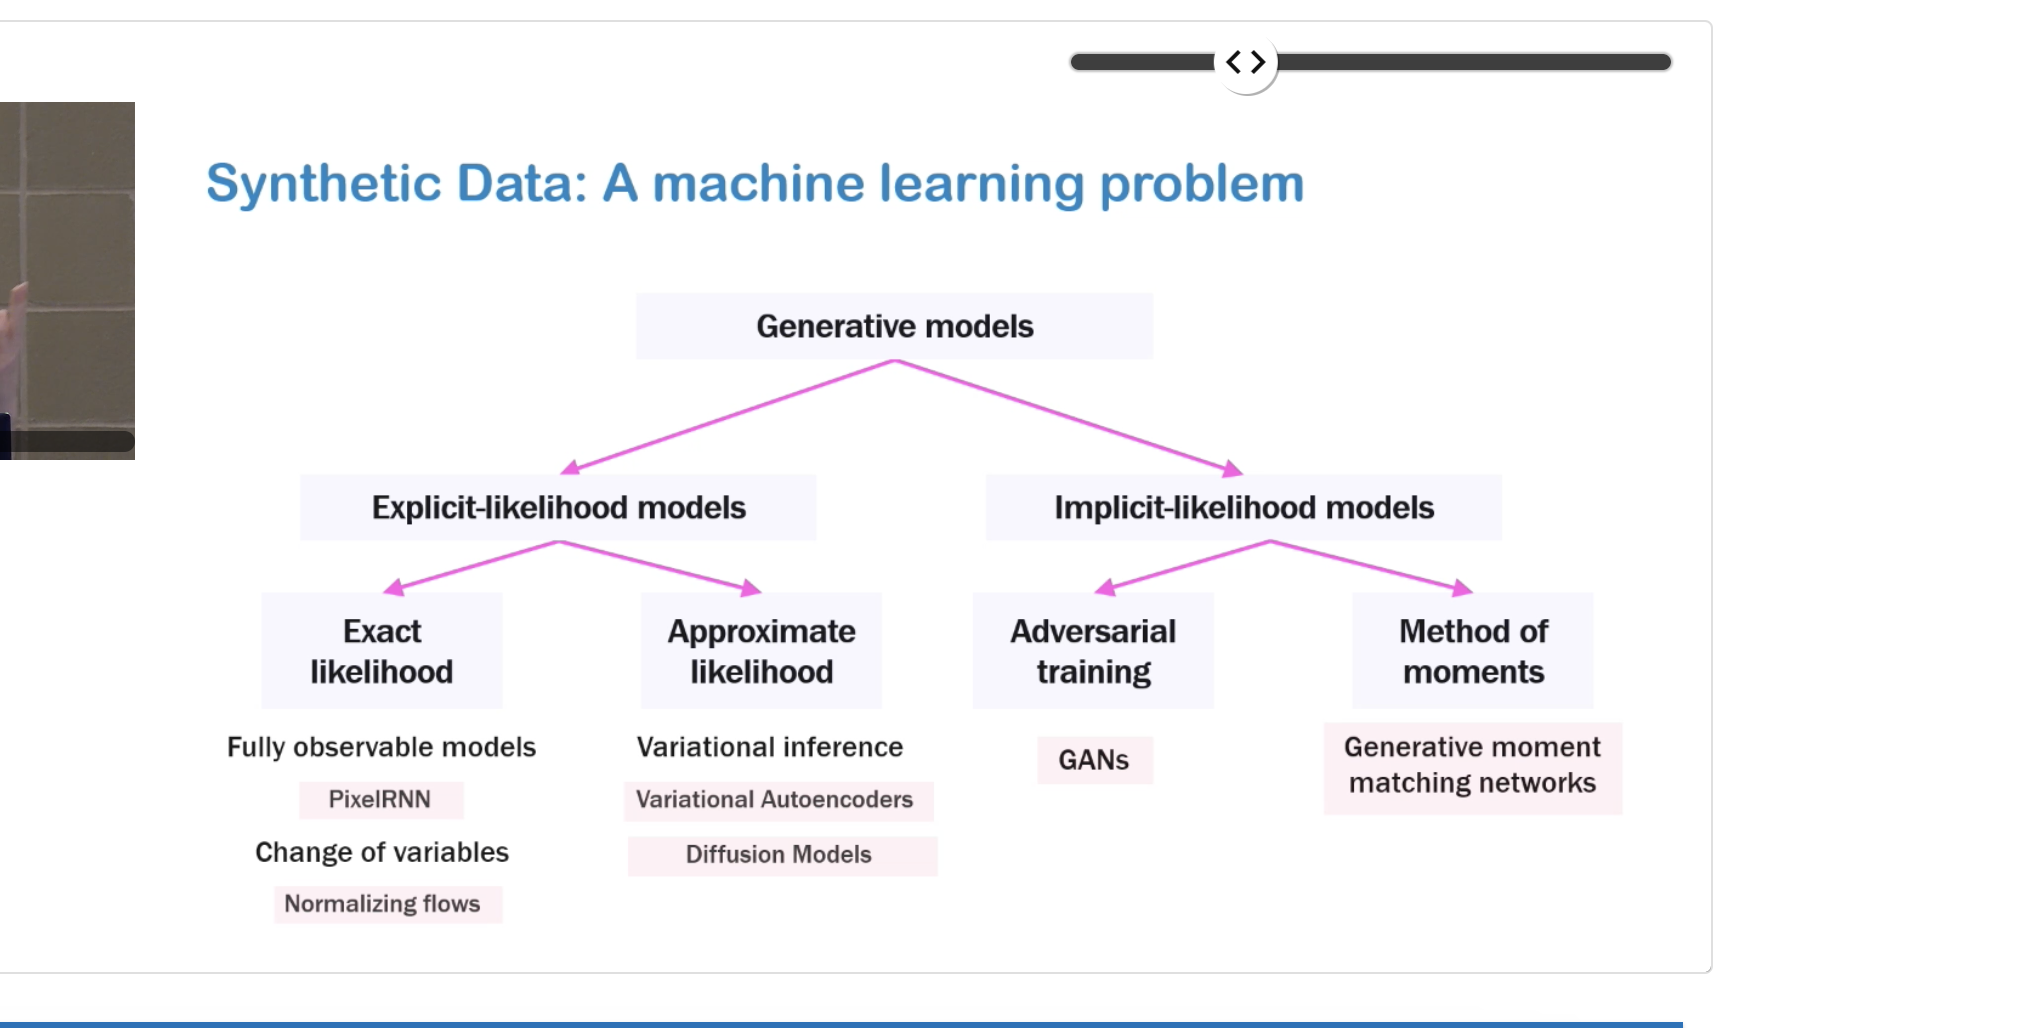 Synthetic Data: A machine learning problem
Generative models
Explicit-likelihood models
Implicit-likelihood models
Exact
likelihood
Approximate
likelihood
Adversarial
training
Method of
moments
Fully observable models
PixelRNN
Change of variables
Normalizing flows
Variational inference
Variational Autoencoders
Diffusion Models
GANs
Generative moment
matching networks